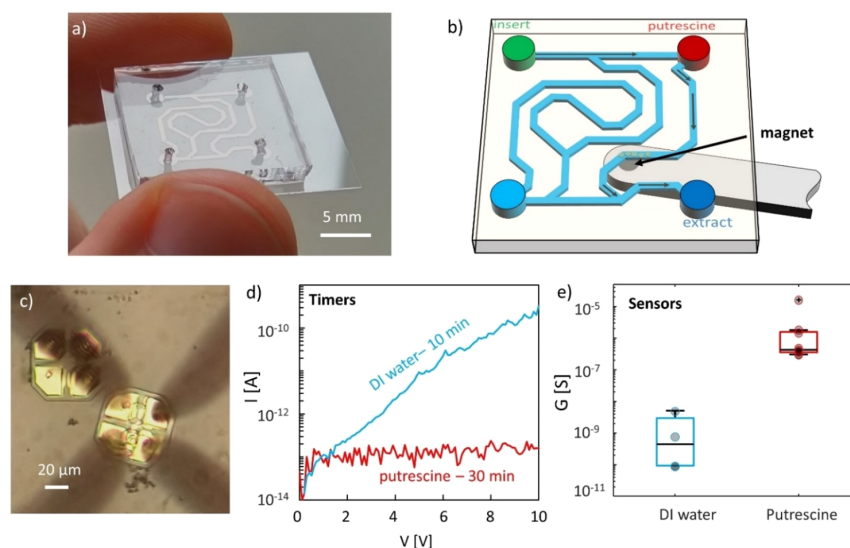 a)
5 mm
b)
insert
putrescine
magnet
extract
c)
20 µm
d)
Timers
DI water– 10 min
putrescine – 30 min
I [A]
10-10
10-12
10-14
0
2
4
6
8
10
V [V]
e)
Sensors
G [S]
10-5
10-7
10-9
10-11
DI water
Putrescine